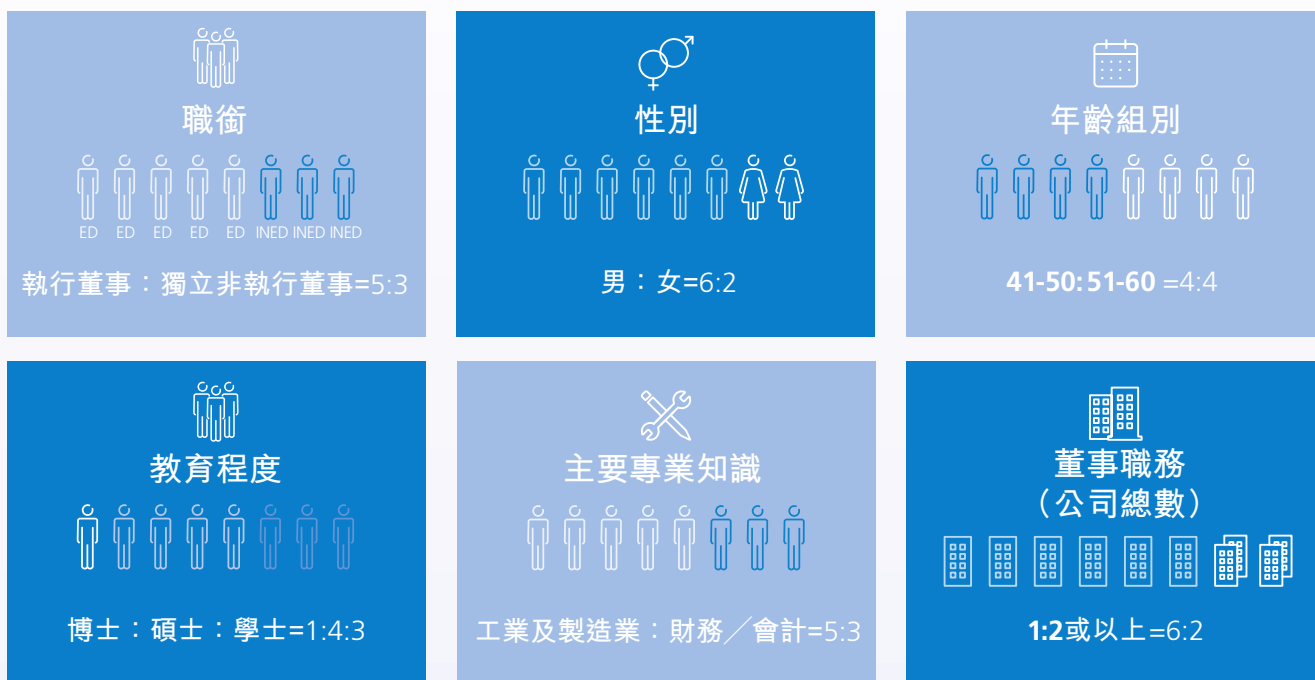 職銜
ED ED ED ED ED INED INED INED
執行董事：獨立非執行董事=5:3
性別
男：女=6:2
年齡組別
41-50:51-60 =4:4
教育程度
博士：碩士：學士=1:4:3
主要專業知識
工業及製造業：財務╱會計=5:3
董事職務
（公司總數）
1:2或以上=6:2